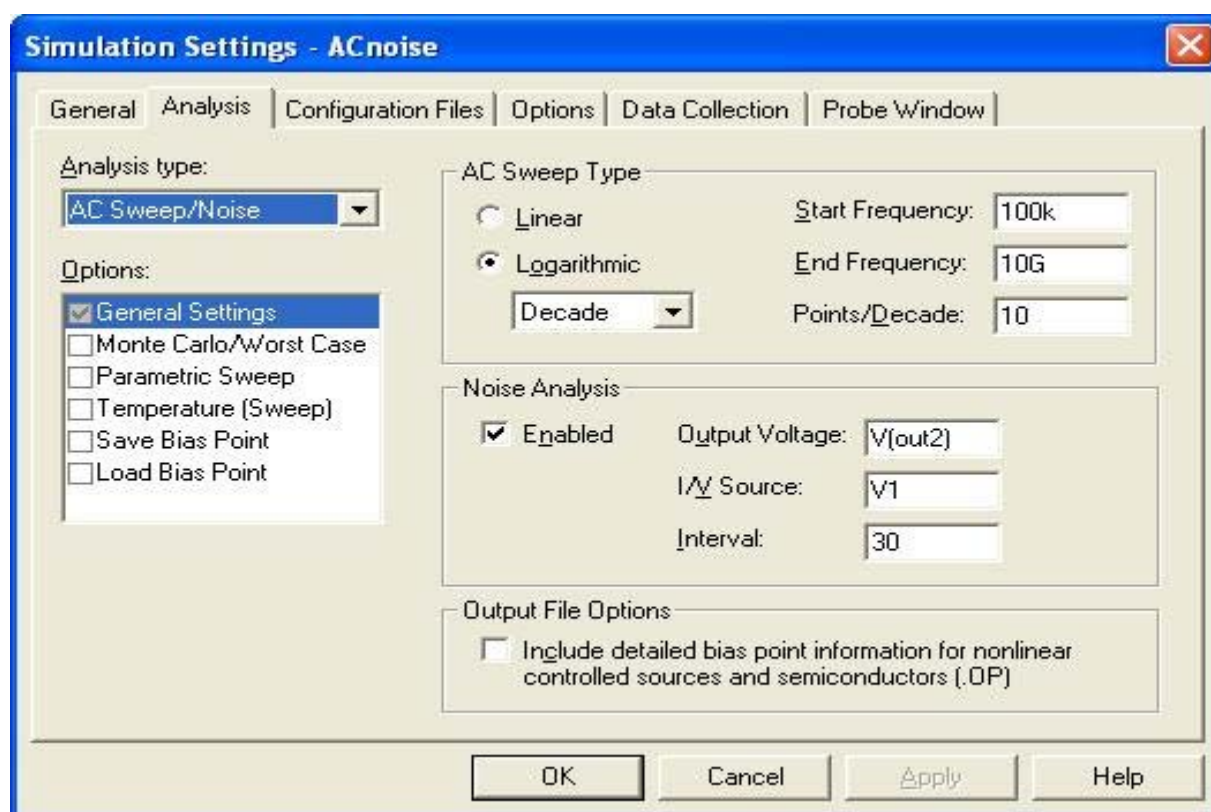 Simulation Settings - ACnoise
General
Analysis
Configuration Files
Options
Data Collection
Probe Window
Analysis type:
AC Sweep/Noise
Options:
General Settings
Monte Carlo/Worst Case
Parametric Sweep
Temperature (Sweep)
Save Bias Point
Load Bias Point
AC Sweep Type
Linear
Logarithmic
Decade
Start Frequency: 100k
End Frequency: 10G
Points/Decade: 10
Noise Analysis
Enabled
Output Voltage: V(out2)
I/V Source: V1
Interval: 30
Output File Options
Include detailed bias point information for nonlinear
controlled sources and semiconductors (.OP)
OK
Cancel
Apply
Help